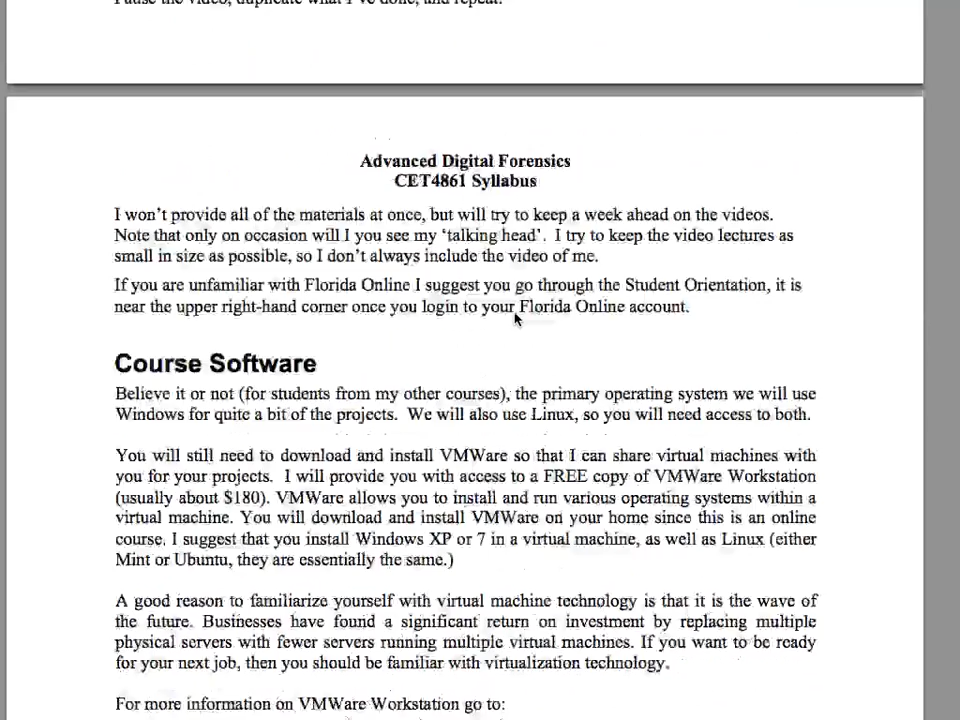 Pause the video, duplicate what I've done, and repeat.
Advanced Digital Forensics
CET4861 Syllabus
I won't provide all of the materials at once, but will try to keep a week ahead on the videos.
Note that only on occasion will I you see my 'talking head'. I try to keep the video lectures as
small in size as possible, so I don't always include the video of me.
If you are unfamiliar with Florida Online I suggest you go through the Student Orientation, it is
near the upper right-hand corner once you login to your Florida Online account.
Course Software
Believe it or not (for students from my other courses), the primary operating system we will use
Windows for quite a bit of the projects. We will also use Linux, so you will need access to both.
You will still need to download and install VMWare so that I can share virtual machines with
you for your projects. I will provide you with access to a FREE copy of VMWare Workstation
(usually about $180). VMWare allows you to install and run various operating systems within a
virtual machine. You will download and install VMWare on your home since this is an online
course. I suggest that you install Windows XP or 7 in a virtual machine, as well as Linux (either
Mint or Ubuntu, they are essentially the same.)
A good reason to familiarize yourself with virtual machine technology is that it is the wave of
the future. Businesses have found a significant return on investment by replacing multiple
physical servers with fewer servers running multiple virtual machines. If you want to be ready
for your next job, then you should be familiar with virtualization technology.
For more information on VMWare Workstation go to: